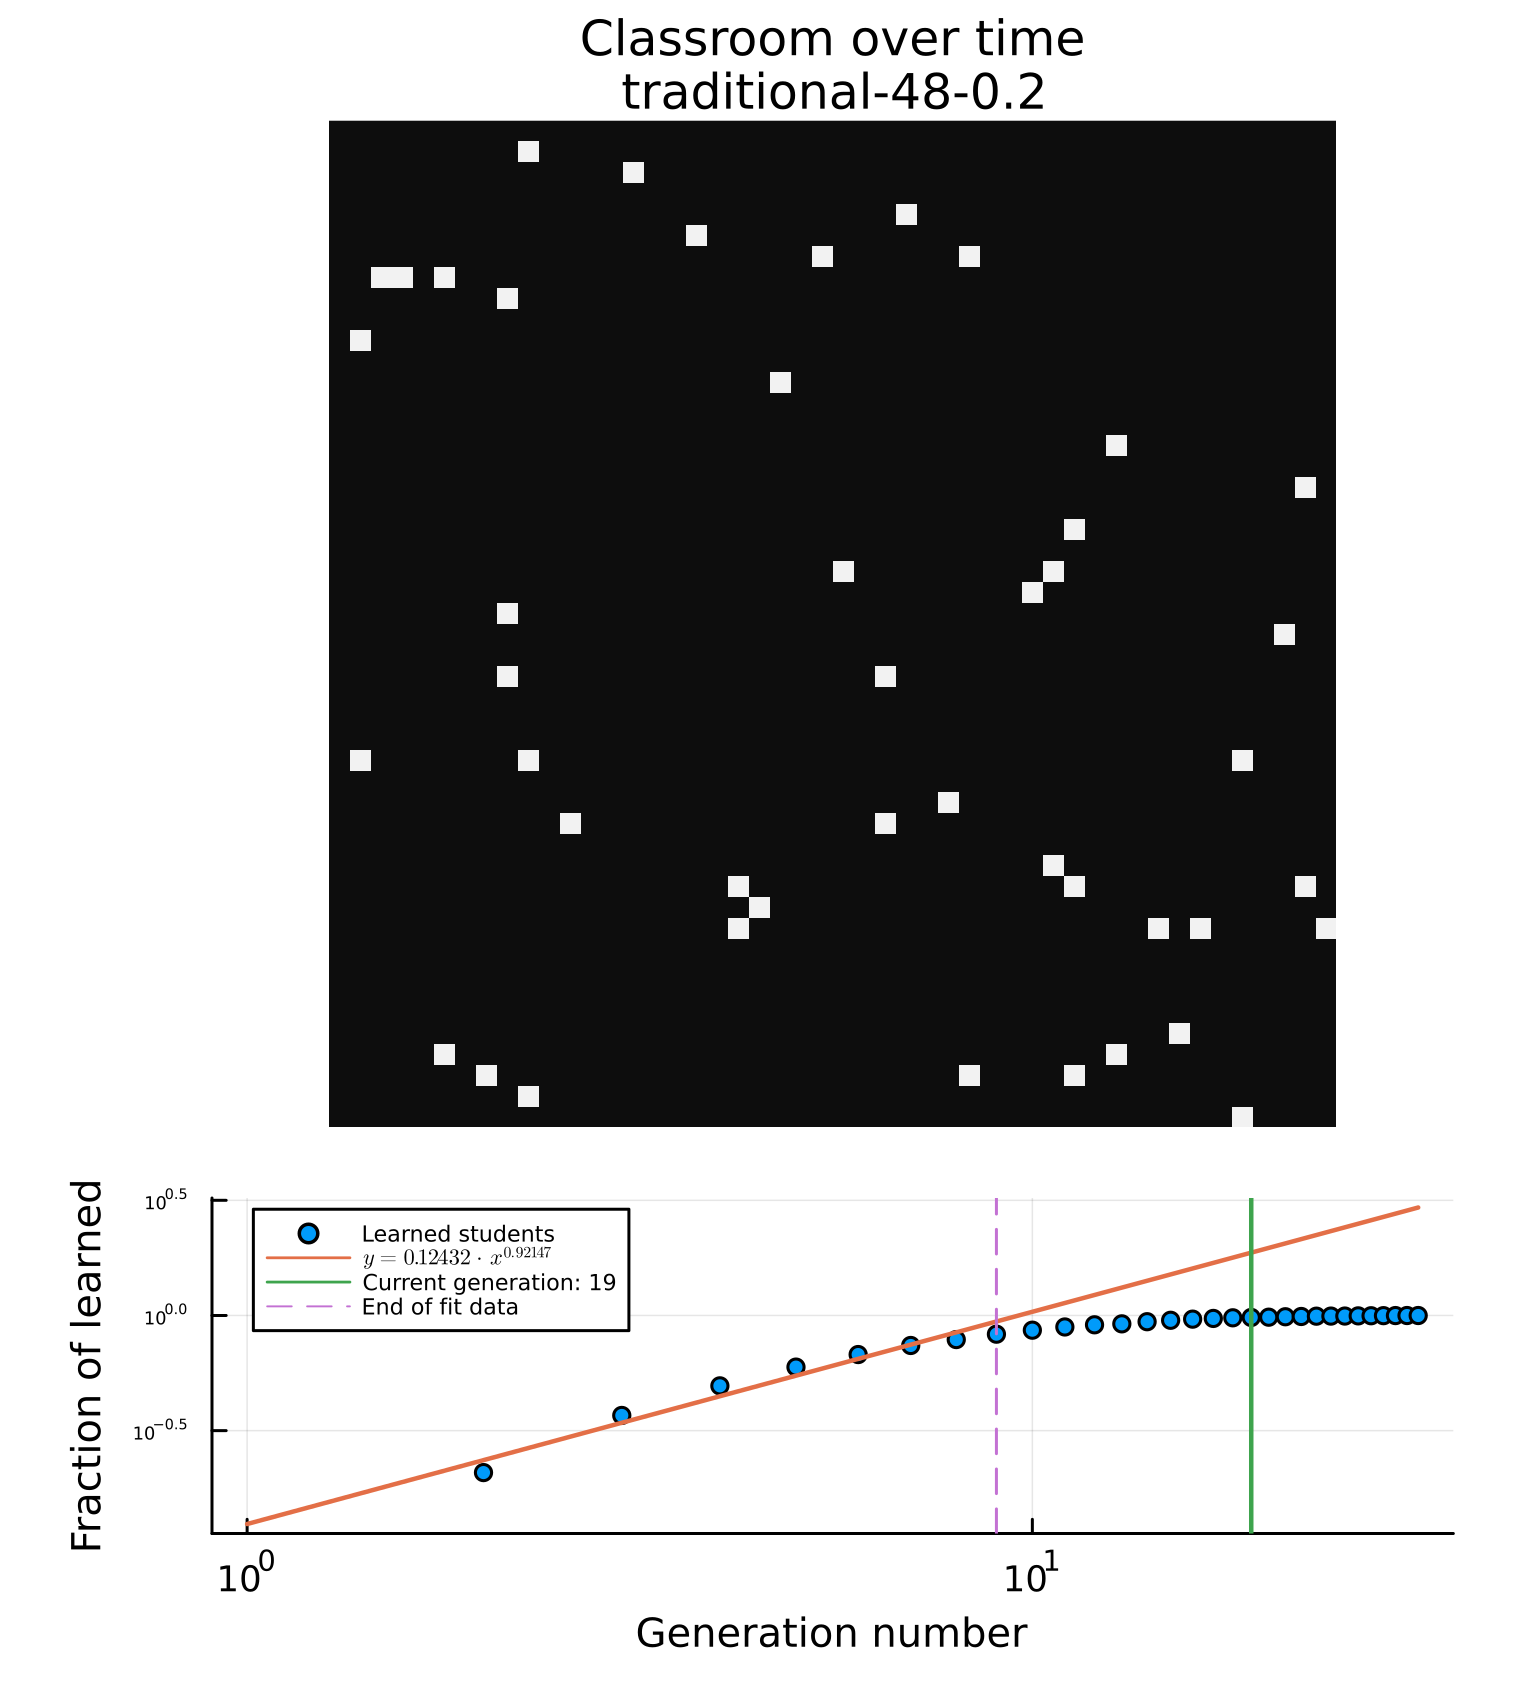 Classroom over time
traditional-48-0.2
Fraction of learned
10^0.5
10^0.0
10^−0.5
Learned students
y = 0.12432 · x^0.92147
Current generation: 19
End of fit data
10^0
10^1
Generation number